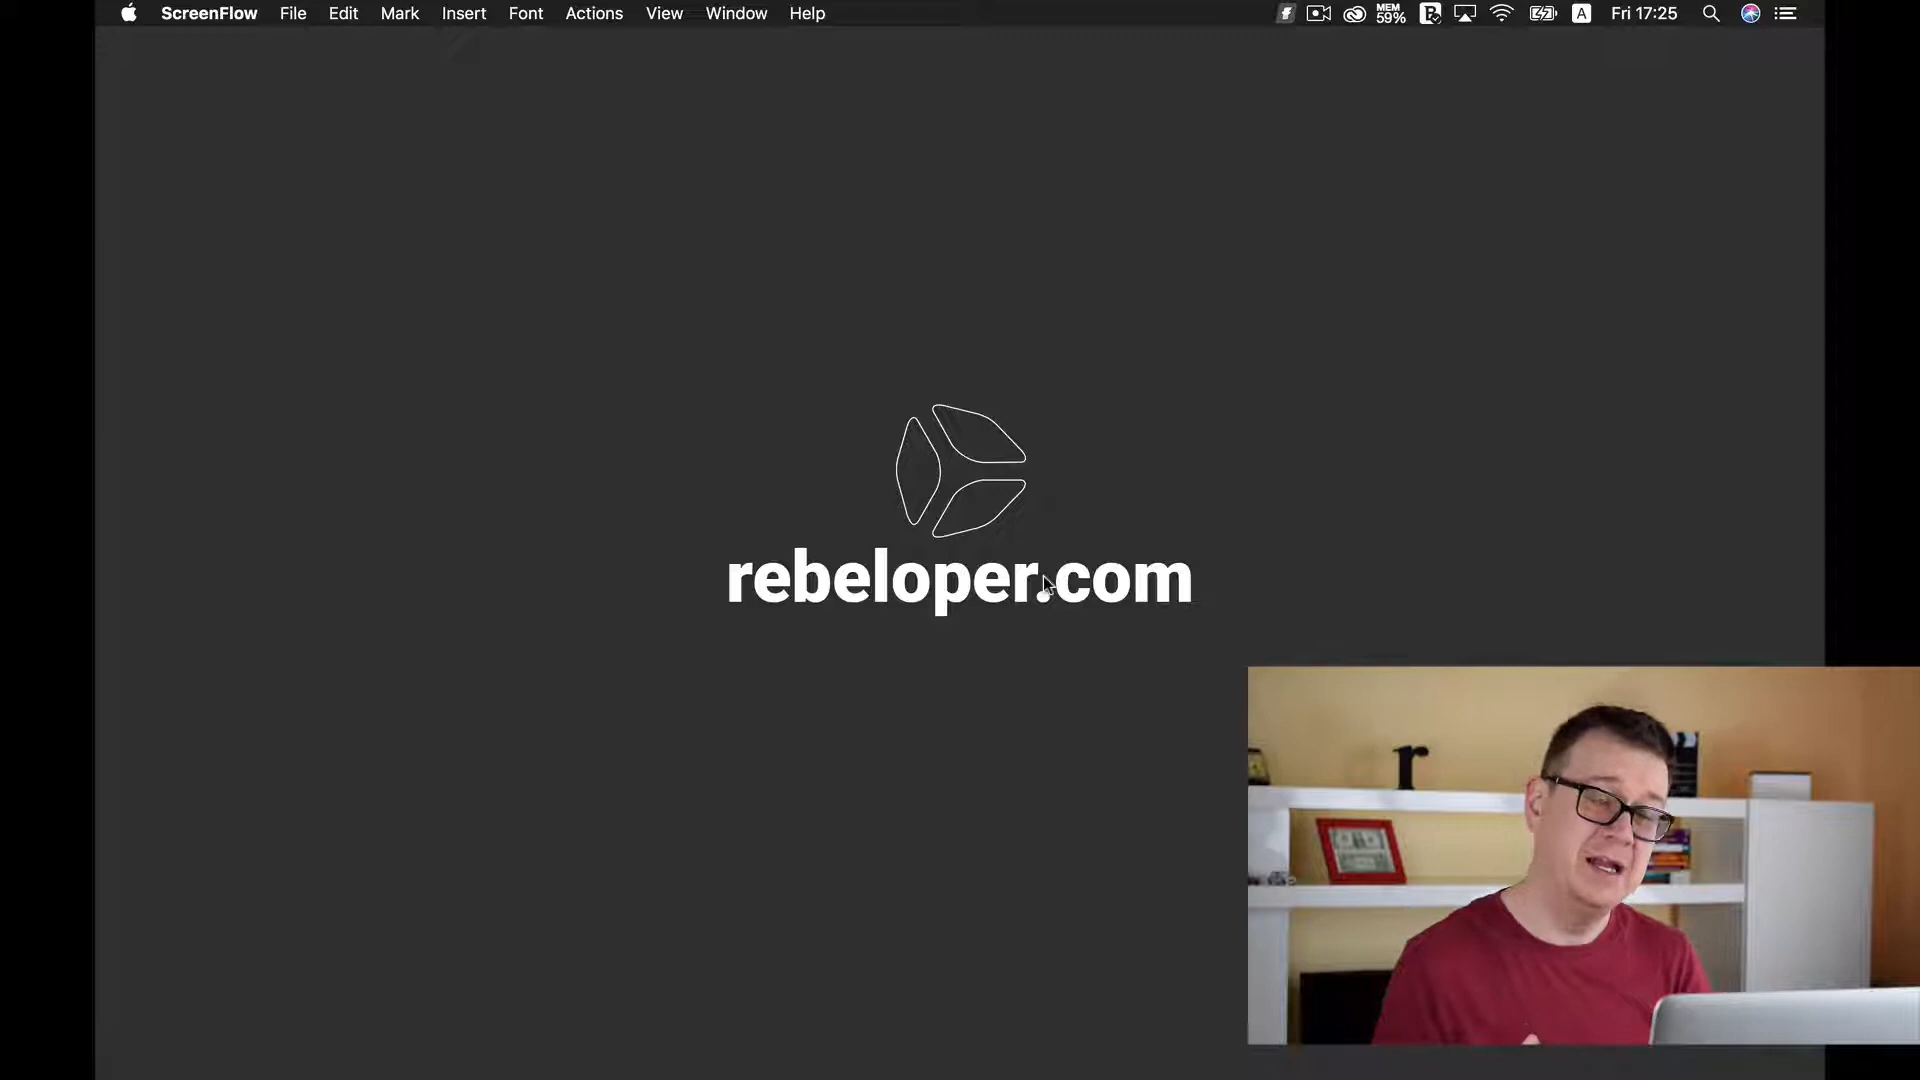 ScreenFlow File Edit Mark Insert Font Actions View Window Help MEM 59% A Fri 17:25
rebeloper.com
r